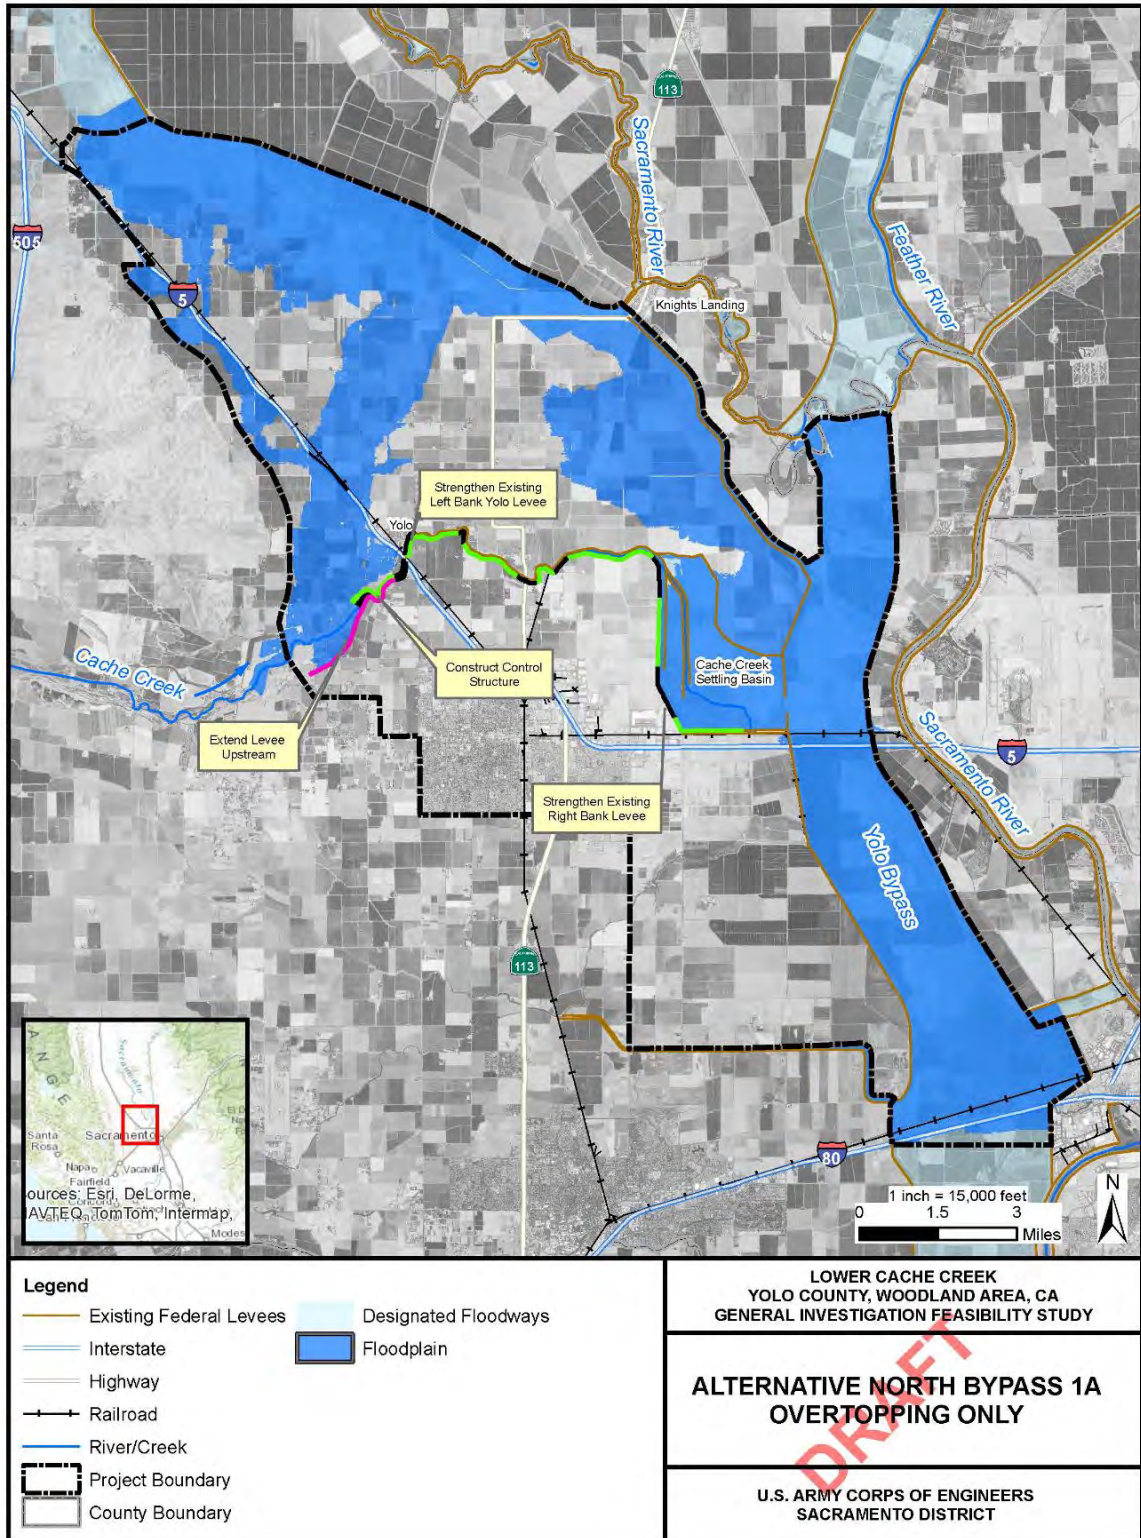 113
Sacramento River
Feather River
505
5
Knights Landing
Strengthen Existing
Left Bank Yolo Levee
Yolo
Cache Creek
Construct Control
Structure
Cache Creek
Settling Basin
Extend Levee
Upstream
5
Sacramento River
Strengthen Existing
Right Bank Levee
Yolo Bypass
113
80
ANGE
Sacramento
Santa
Rosa
Sacramento
Napa
Vacaville
Fairfield
Concord
Modes
ources: Esri, DeLorme,
NAVTEQ, TomTom, Intermap,
1 inch = 15,000 feet
0 1.5 3
Miles
N
Legend
Existing Federal Levees
Interstate
Highway
Railroad
River/Creek
Project Boundary
County Boundary
Designated Floodways
Floodplain
LOWER CACHE CREEK
YOLO COUNTY, WOODLAND AREA, CA
GENERAL INVESTIGATION FEASIBILITY STUDY
ALTERNATIVE NORTH BYPASS 1A
OVERTOPPING ONLY
DRAFT
U.S. ARMY CORPS OF ENGINEERS
SACRAMENTO DISTRICT